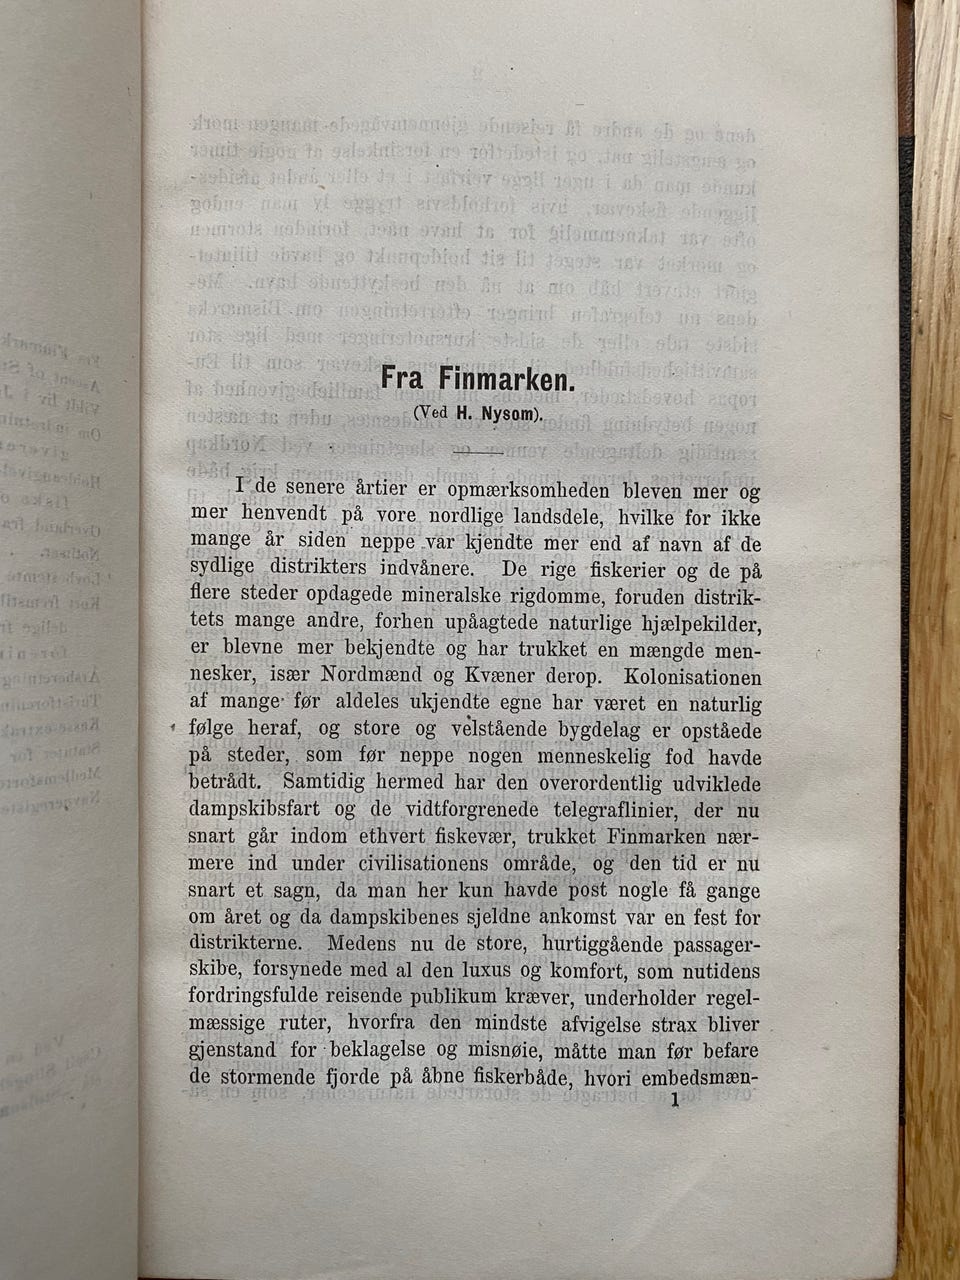 Fra Finmarken.
(Ved H. Nysom).
I de senere årtier er opmærksomheden bleven mer og
mer henvendt på vore nordlige landsdele, hvilke for ikke
mange år siden neppe var kjendte mer end af navn af de
sydlige distrikters indvånere. De rige fiskerier og de på
flere steder opdagede mineralske rigdomme, foruden distrik-
tets mange andre, forhen upåagtede naturlige hjælpekilder,
er blevne mer bekjendte og har trukket en mængde men-
nesker, især Nordmænd og Kvæner derop. Kolonisationen
af mange før aldeles ukjendte egne har været en naturlig
følge heraf, og store og velstående bygdelag er opståede
på steder, som før neppe nogen menneskelig fod havde
betrådt. Samtidig hermed har den overordentlig udviklede
dampskibsfart og de vidtforgrenede telegraflinier, der nu
snart går indom ethvert fiskevær, trukket Finmarken nær-
mere ind under civilisationens område, og den tid er nu
snart et sagn, da man her kun havde post nogle få gange
om året og da dampskibenes sjeldne ankomst var en fest for
distrikterne. Medens nu de store, hurtiggående passager-
skibe, forsynede med al den luxus og komfort, som nutidens
fordringsfulde reisende publikum kræver, underholder regel-
mæssige ruter, hvorfra den mindste afvigelse strax bliver
gjenstand for beklagelse og misnøie, måtte man før befare
de stormende fjorde på åbne fiskerbåde, hvori embedsmæn-
1